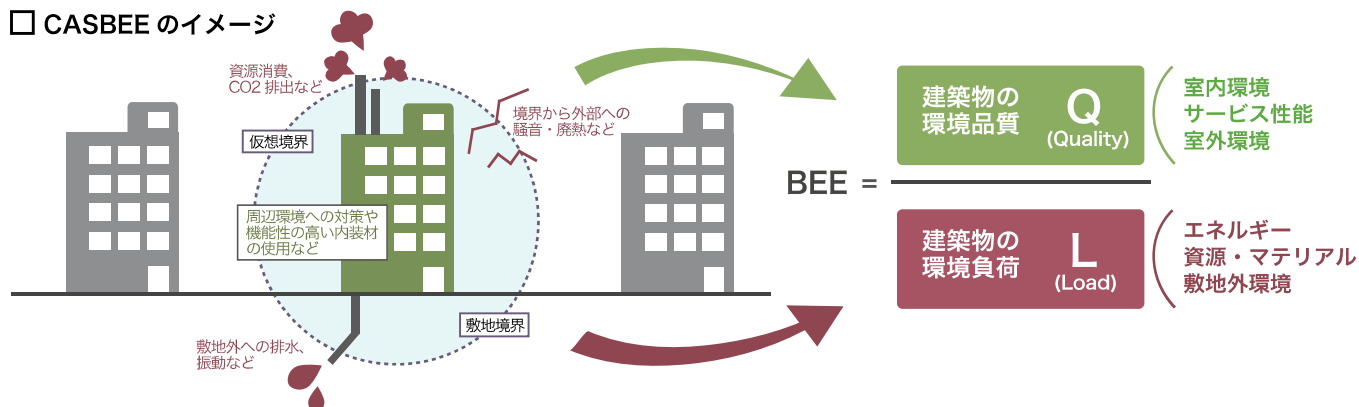 □ CASBEE のイメージ
資源消費、
CO2 排出など
仮想境界
境界から外部への
騒音・廃熱など
周辺環境への対策や
機能性の高い内装材
の使用など
敷地境界
敷地外への排水、
振動など
BEE =
建築物の
環境品質
Q
(Quality)
室内環境
サービス性能
室外環境
建築物の
環境負荷
L
(Load)
エネルギー
資源・マテリアル
敷地外環境